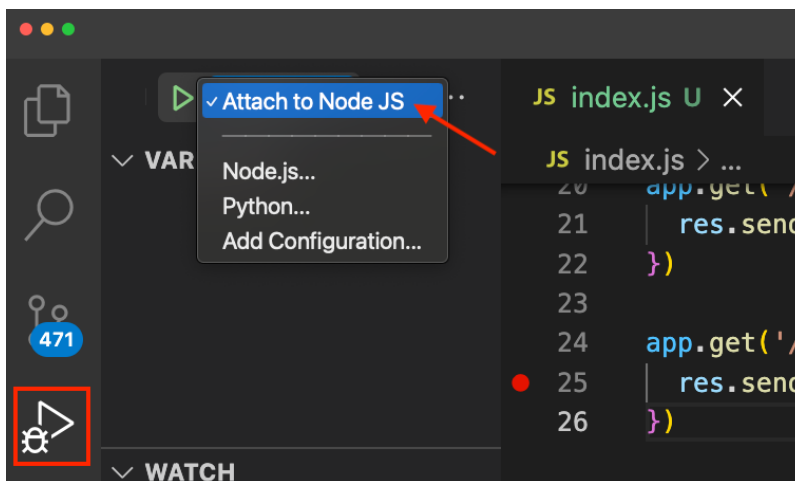 ✓ Attach to Node JS
Node.js...
Python...
Add Configuration...
VAR
471
WATCH
JS index.js U ×
JS index.js > ...
20 app.get('/
21 res.send
22 })
23
24 app.get('/
25 res.send
26 })